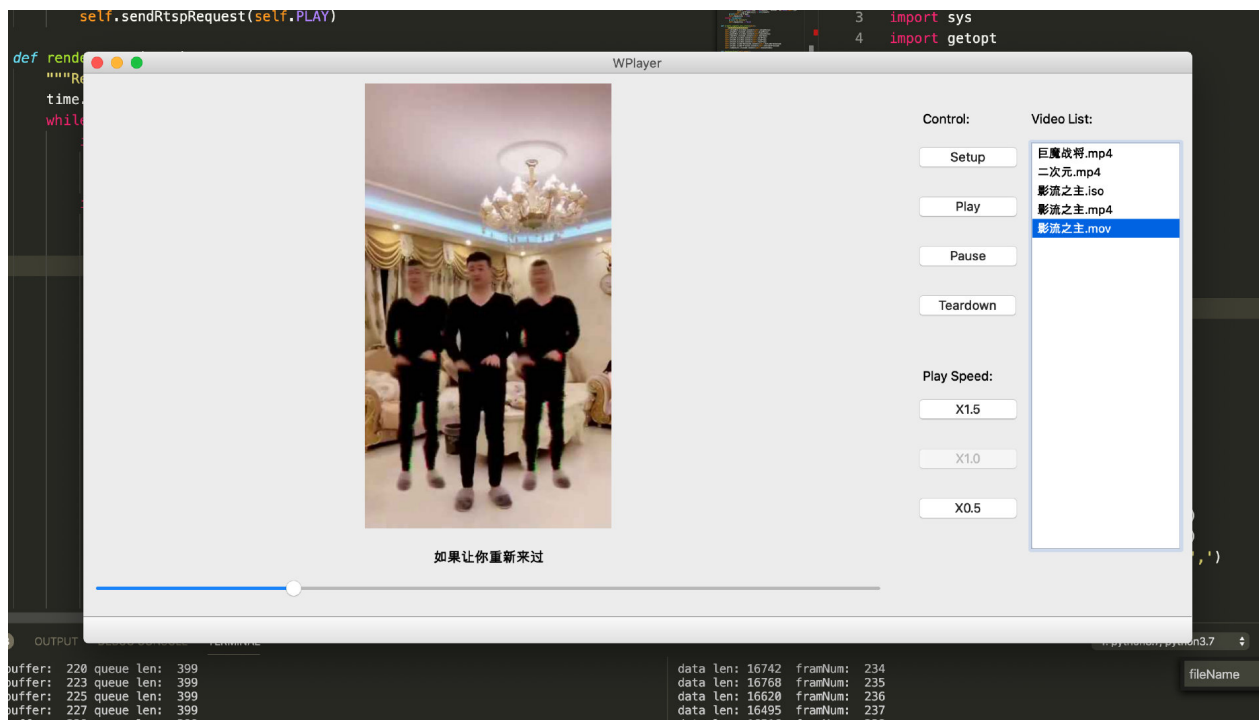 self.sendRtspRequest(self.PLAY)
3 import sys
4 import getopt
def rende
"""Re
time.
while
WPlayer
Control:
Video List:
Setup
Play
Pause
Teardown
巨魔战将.mp4
二次元.mp4
影流之主.iso
影流之主.mp4
影流之主.mov
Play Speed:
X1.5
X1.0
X0.5
如果让你重新来过
)
)
',')
OUTPUT
TERMINAL
buffer: 220 queue len: 399
buffer: 223 queue len: 399
buffer: 225 queue len: 399
buffer: 227 queue len: 399
data len: 16742 framNum: 234
data len: 16768 framNum: 235
data len: 16620 framNum: 236
data len: 16495 framNum: 237
fileName